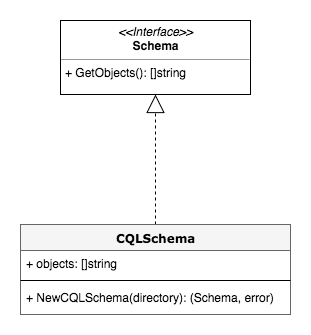 <<Interface>>
Schema
+ GetObjects(): []string
CQLSchema
+ objects: []string
+ NewCQLSchema(directory): (Schema, error)